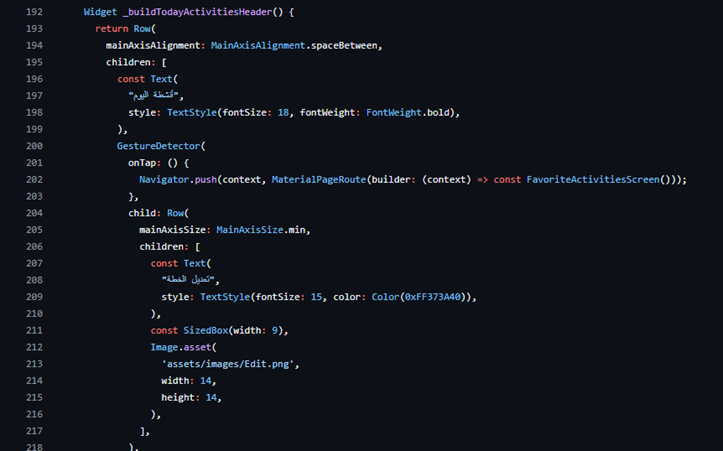 192 Widget _buildTodayActivitiesHeader() {
193 return Row(
194 mainAxisAlignment: MainAxisAlignment.spaceBetween,
195 children: [
196 const Text(
197 "أنشطة اليوم",
198 style: TextStyle(fontSize: 18, fontWeight: FontWeight.bold),
199 ),
200 GestureDetector(
201 onTap: () {
202 Navigator.push(context, MaterialPageRoute(builder: (context) => const FavoriteActivitiesScreen()));
203 },
204 child: Row(
205 mainAxisSize: MainAxisSize.min,
206 children: [
207 const Text(
208 "تعديل الخطة",
209 style: TextStyle(fontSize: 15, color: Color(0xFF373A40)),
210 ),
211 const SizedBox(width: 9),
212 Image.asset(
213 'assets/images/Edit.png',
214 width: 14,
215 height: 14,
216 ),
217 ],
218 ),